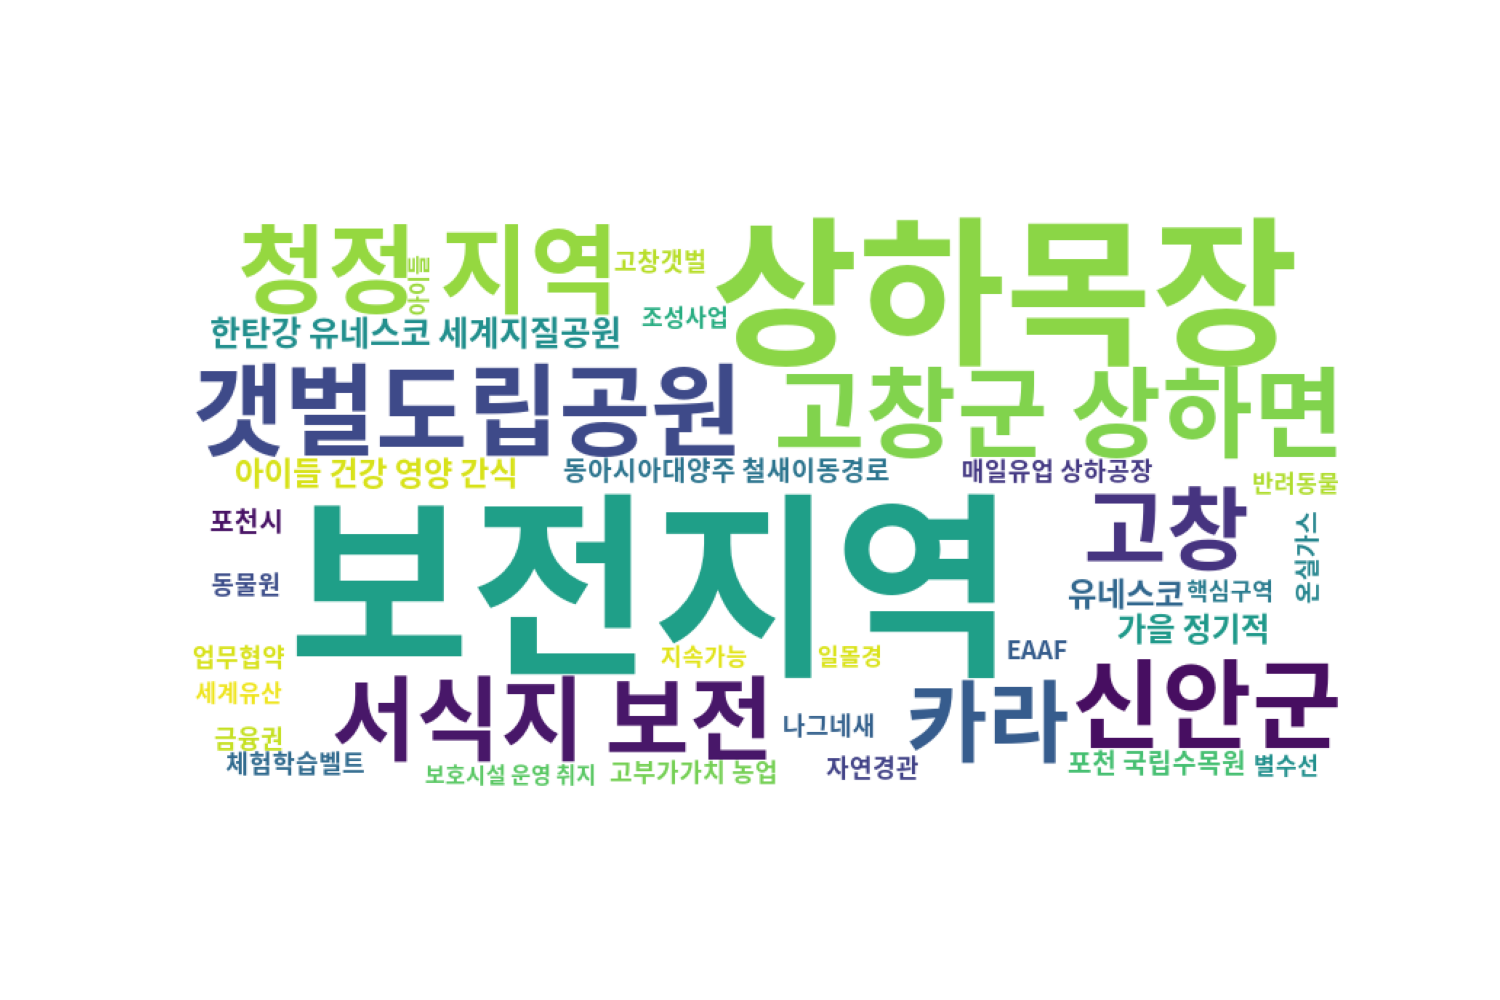 청정 지역
아이들
고창갯벌
상하목장
한탄강 유네스코 세계지질공원
조성사업
갯벌도립공원
고창군 상하면
아이들 건강 영양 간식
동아시아대양주 철새이동경로
매일유업 상하공장
반려동물
포천시
보전지역
고창
온실가스
동물원
유네스코
핵심구역
가을 정기적
업무협약
지속가능
일몰경
EAAF
세계유산
서식지 보전
카라
신안군
나그네새
금융권
체험학습벨트
보호시설 운영 취지
고부가가치 농업
자연경관
포천 국립수목원
별수선